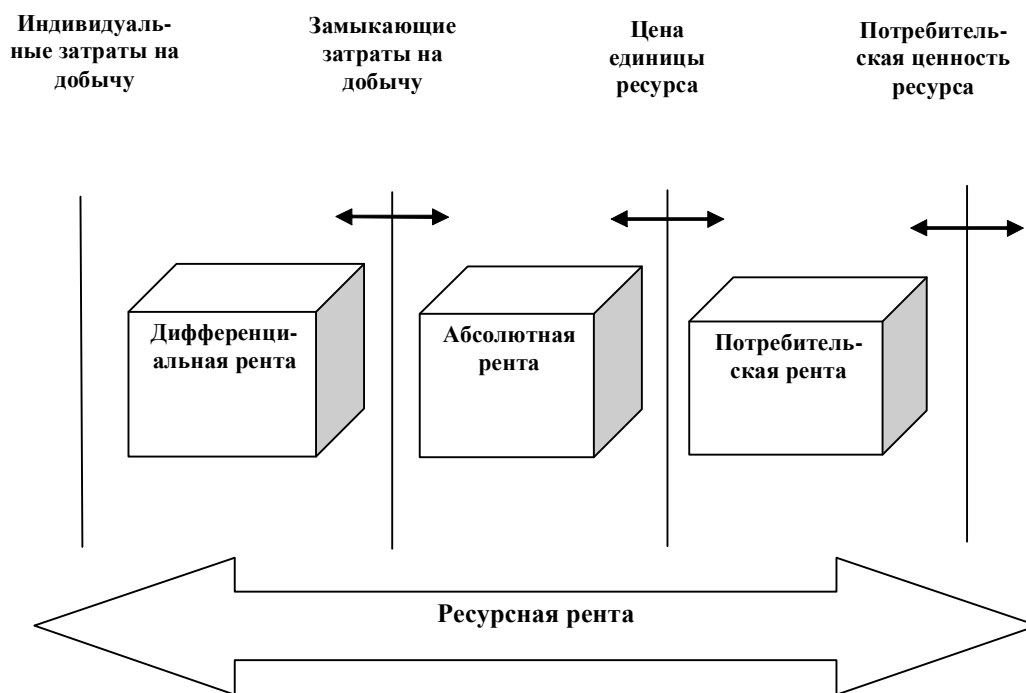 Индивидуаль-
ные затраты на
добычу
Замыкающие
затраты на
добычу
Цена
единицы
ресурса
Потребитель-
ская ценность
ресурса
Дифференци-
альная рента
Абсолютная
рента
Потребитель-
ская рента
Ресурсная рента